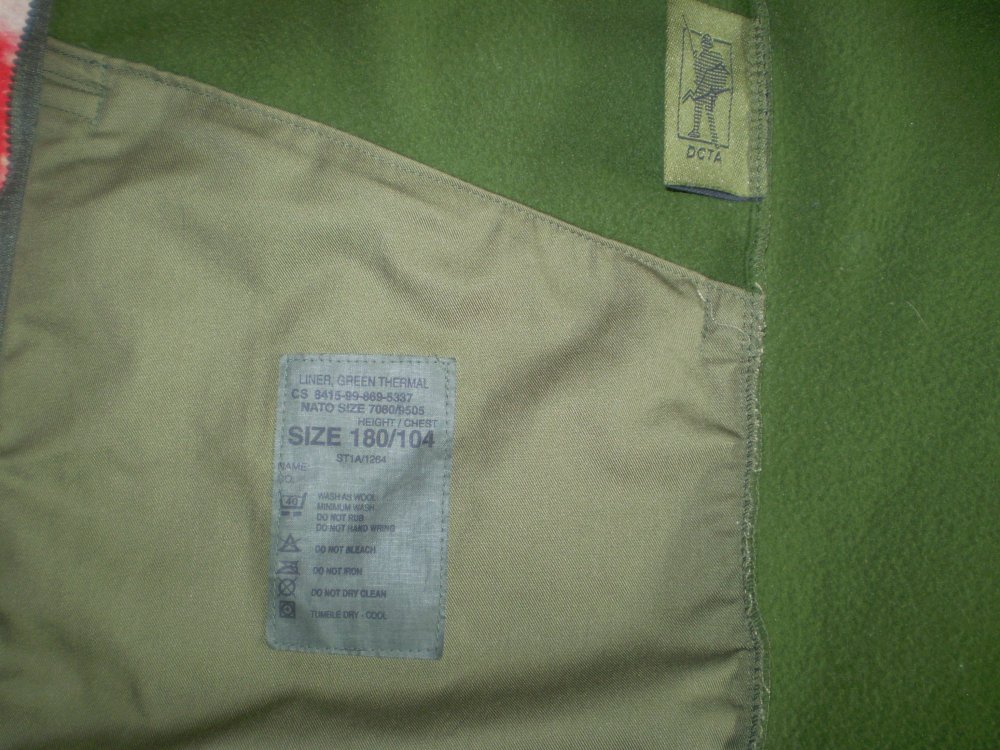 DCTA
LINER, GREEN THERMAL
CS 8415-99-869-5337
NATO SIZE 7080/9505
HEIGHT / CHEST
SIZE 180/104
ST1A/1264
NAME
NO.
40
WASH AS WOOL
MINIMUM WASH
DO NOT RUB
DO NOT HAND WRING
DO NOT BLEACH
DO NOT IRON
DO NOT DRY CLEAN
TUMBLE DRY - COOL